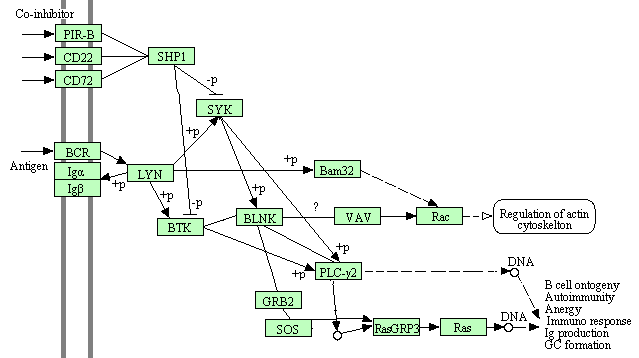 Co-inhibitor
PIR-B
CD22
SHP1
CD72
-p
SYK
+p
BCR
Antigen
Igα
Igβ
+p
LYN
+p
Bam32
+p
-p
+p
BTK
BLNK
?
VAV
Rac
Regulation of actin
cytoskelton
+p
+p
PLC-γ2
DNA
GRB2
SOS
RasGRP3
Ras
DNA
B cell ontogeny
Autoimmunity
Anergy
Immuno response
Ig production
GC formation